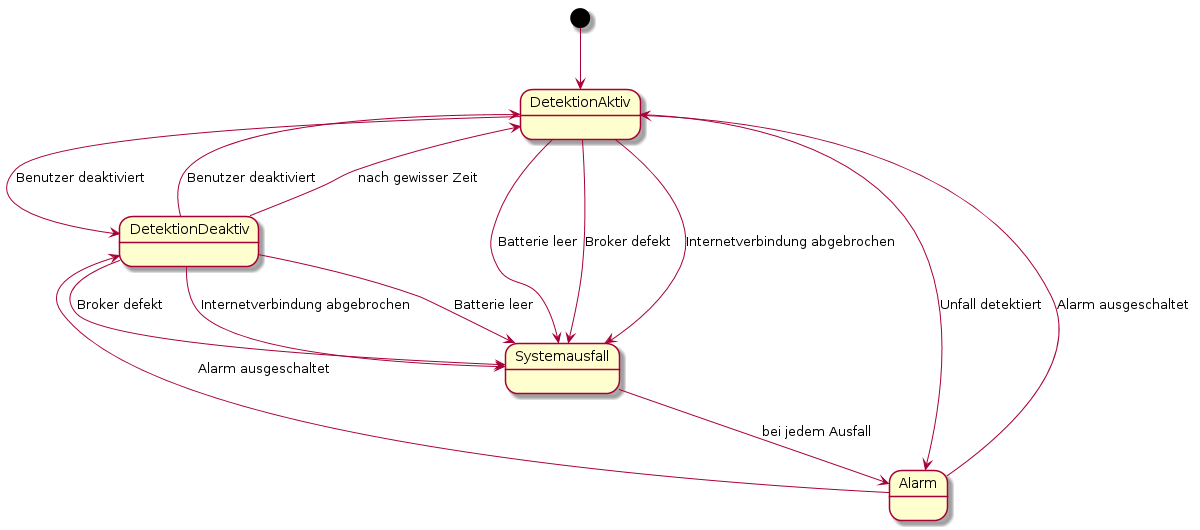 DetektionAktiv
Benutzer deaktiviert
Benutzer deaktiviert
nach gewisser Zeit
DetektionDeaktiv
Batterie leer
Broker defekt
Internetverbindung abgebrochen
Broker defekt
Internetverbindung abgebrochen
Batterie leer
Unfall detektiert
Alarm ausgeschaltet
Systemausfall
Alarm ausgeschaltet
bei jedem Ausfall
Alarm